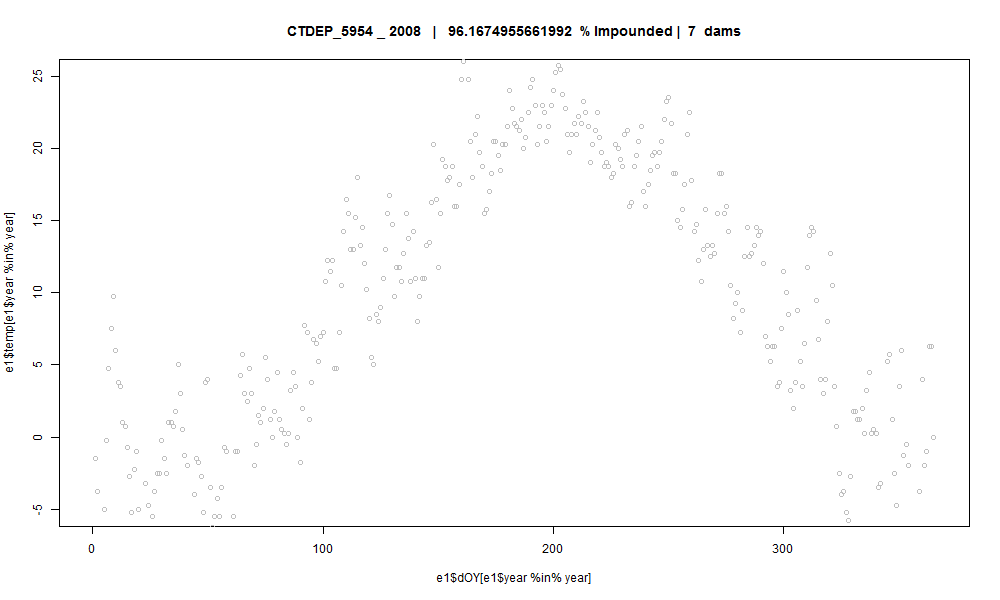 CTDEP_5954 _ 2008 | 96.1674955661992 % Impounded | 7 dams
e1$temp[e1$year %in% year]
25
20
15
10
5
0
-5
0 100 200 300
e1$dOY[e1$year %in% year]